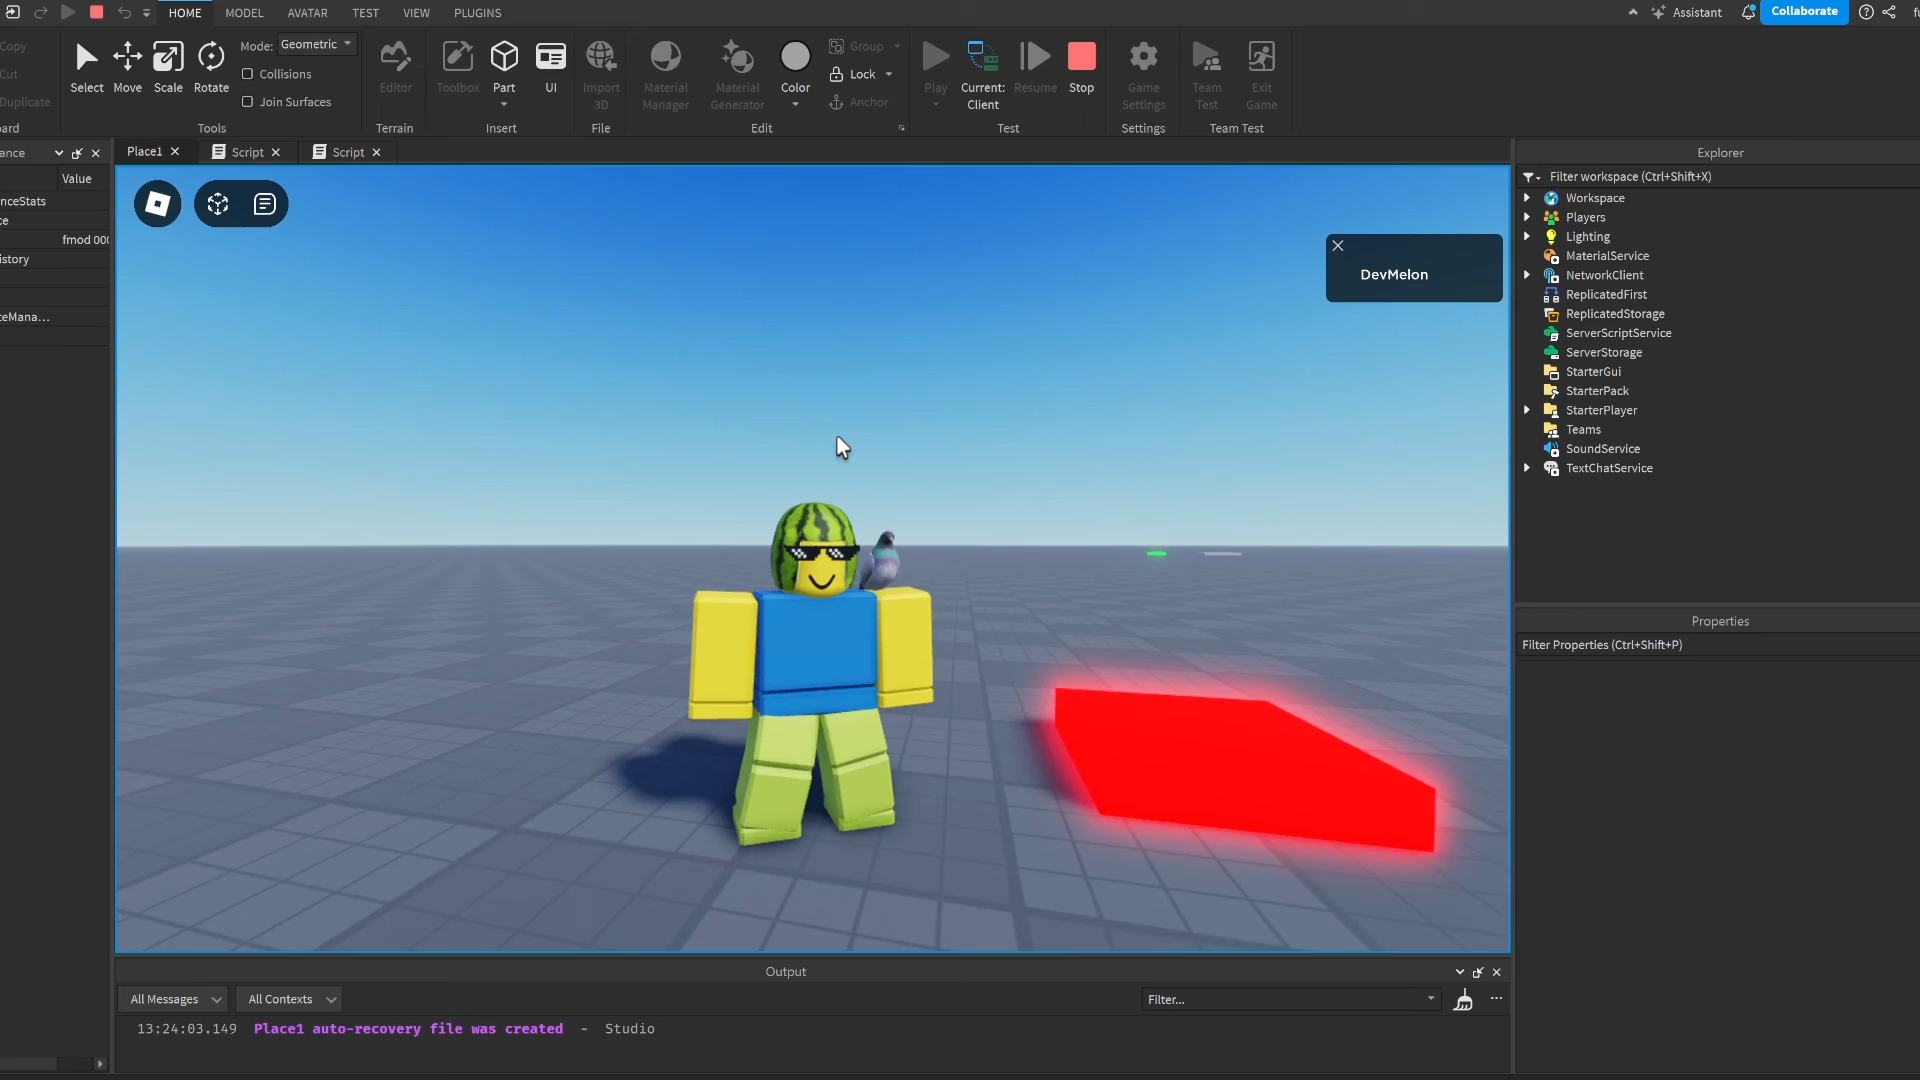 HOME MODEL AVATAR TEST VIEW PLUGINS
Assistant Collaborate
Copy
Cut
Duplicate
Select Move Scale Rotate
Mode: Geometric
Collisions
Join Surfaces
Editor
Toolbox Part UI
Import
3D
Material
Manager
Material
Generator
Color
Group
Lock
Anchor
Play
Current:
Client
Resume
Stop
Game
Settings
Team
Test
Exit
Game
Tools Terrain Insert File Edit Test Settings Team Test
Place1 Script Script
Value
fmod 000
DevMelon
Explorer
Filter workspace (Ctrl+Shift+X)
Workspace
Players
Lighting
MaterialService
NetworkClient
ReplicatedFirst
ReplicatedStorage
ServerScriptService
ServerStorage
StarterGui
StarterPack
StarterPlayer
Teams
SoundService
TextChatService
Properties
Filter Properties (Ctrl+Shift+P)
Output
All Messages All Contexts Filter...
13:24:03.149 Place1 auto-recovery file was created - Studio